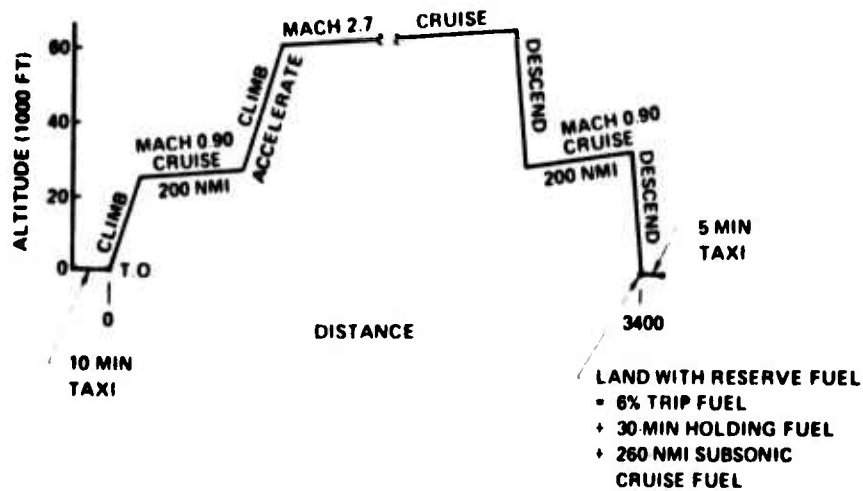 ALTITUDE (1000 FT)
60
40
20
0
MACH 2.7
CRUISE
CLIMB
ACCELERATE
MACH 0.90
CRUISE
200 NMI
CLIMB
T.O
DESCEND
MACH 0.90
CRUISE
200 NMI
DESCEND
5 MIN
TAXI
0
DISTANCE
3400
10 MIN
TAXI
LAND WITH RESERVE FUEL
= 6% TRIP FUEL
+ 30-MIN HOLDING FUEL
+ 260 NMI SUBSONIC
CRUISE FUEL